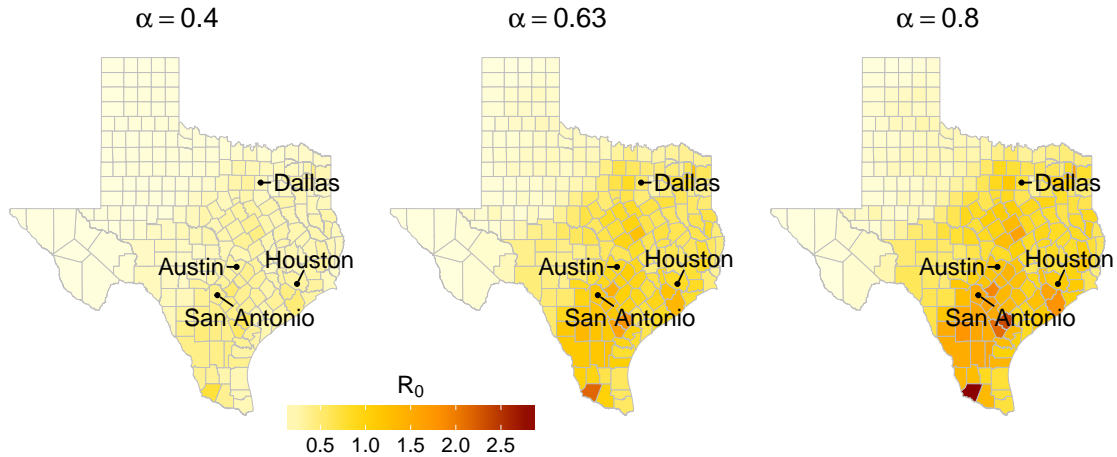 α = 0.4
α = 0.63
α = 0.8
Dallas
Dallas
Dallas
Austin
Houston
San Antonio
Austin
Houston
San Antonio
Austin
Houston
San Antonio
R₀
0.5 1.0 1.5 2.0 2.5